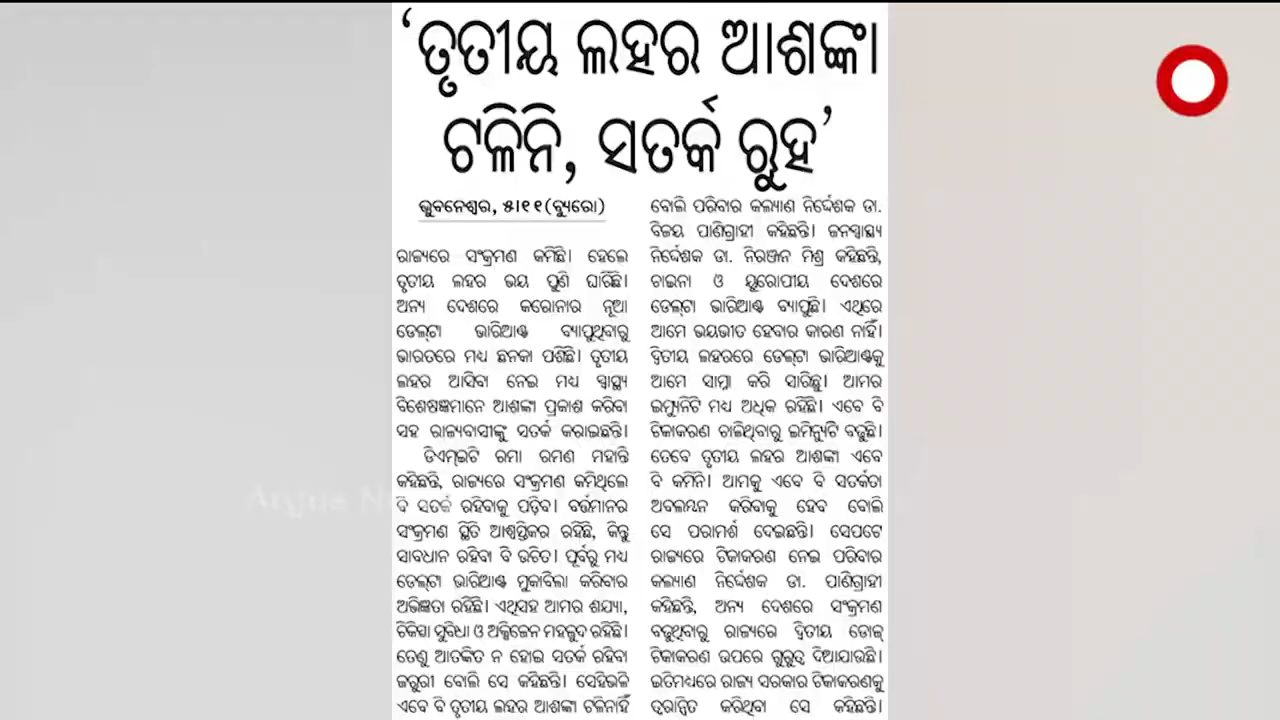 ‘ତୃତୀୟ ଲହର ଆଶଙ୍କା
ଟଳିନି, ସତର୍କ ରୁହ’
ଭୁବନେଶ୍ୱର, ୫।୧୧(ବ୍ୟୁରୋ)
ରାଜ୍ୟରେ ସଂକ୍ରମଣ କମିଛି। ହେଲେ
ତୃତୀୟ ଲହର ଭୟ ପୁଣି ଘାରିଛି।
ଅନ୍ୟ ଦେଶରେ କରୋନାର ନୂଆ
ଡେଲ୍‌ଟା ଭାରିଆଣ୍ଟ ବ୍ୟାପୁଥିବାରୁ
ଭାରତରେ ମଧ୍ୟ ଛନକା ପଶିଛି। ତୃତୀୟ
ଲହର ଆସିବା ନେଇ ମଧ୍ୟ ସ୍ୱାସ୍ଥ୍ୟ
ବିଶେଷଜ୍ଞମାନେ ଆଶଙ୍କା ପ୍ରକାଶ କରିବା
ସହ ରାଜ୍ୟବାସୀଙ୍କୁ ସତର୍କ କରାଇଛନ୍ତି।
ଡିଏମ୍‌ଇଟି ରମା ରମଣ ମହାନ୍ତି
କହିଛନ୍ତି, ରାଜ୍ୟରେ ସଂକ୍ରମଣ କମିଥିଲେ
ବି ସତର୍କ ରହିବାକୁ ପଡ଼ିବ। ବର୍ତ୍ତମାନର
ସଂକ୍ରମଣ ସ୍ଥିତି ଆଶ୍ୱସ୍ତିକର ରହିଛି, କିନ୍ତୁ
ସାବଧାନ ରହିବା ବି ଉଚିତ। ପୂର୍ବରୁ ମଧ୍ୟ
ଡେଲ୍‌ଟା ଭାରିଆଣ୍ଟ ମୁକାବିଲା କରିବାର
ଅଭିଜ୍ଞତା ରହିଛି। ଏଥିସହ ଆମର ଶଯ୍ୟା,
ଚିକିତ୍ସା ସୁବିଧା ଓ ଅକ୍ସିଜେନ ମହଜୁଦ ରହିଛି।
ତେଣୁ ଆତଙ୍କିତ ନ ହୋଇ ସତର୍କ ରହିବା
ଜରୁରୀ ବୋଲି ସେ କହିଛନ୍ତି। ସେହିଭଳି
ଏବେ ବି ତୃତୀୟ ଲହର ଆଶଙ୍କା ଟଳିନାହିଁ
ବୋଲି ପରିବାର କଲ୍ୟାଣ ନିର୍ଦ୍ଦେଶକ ଡା.
ବିଜୟ ପାଣିଗ୍ରାହୀ କହିଛନ୍ତି। ଜନସ୍ୱାସ୍ଥ୍ୟ
ନିର୍ଦ୍ଦେଶକ ଡା. ନିରଞ୍ଜନ ମିଶ୍ର କହିଛନ୍ତି,
ଚାଇନା ଓ ୟୁରୋପୀୟ ଦେଶରେ
ଡେଲ୍‌ଟା ଭାରିଆଣ୍ଟ ବ୍ୟାପୁଛି। ଏଥିରେ
ଆମେ ଭୟଭୀତ ହେବାର କାରଣ ନାହିଁ।
ଦ୍ୱିତୀୟ ଲହରରେ ଡେଲ୍‌ଟା ଭାରିଆଣ୍ଟକୁ
ଆମେ ସାମ୍ନା କରି ସାରିଛୁ। ଆମର
ଇମ୍ୟୁନିଟି ମଧ୍ୟ ଅଧିକ ରହିଛି। ଏବେ ବି
ଟିକାକରଣ ଚାଲିଥିବାରୁ ଇମିନ୍ୟୁଟି ବଢୁଛି।
ତେବେ ତୃତୀୟ ଲହର ଆଶଙ୍କା ଏବେ
ବି କମିନି। ଆମକୁ ଏବେ ବି ସତର୍କତା
ଅବଲମ୍ବନ କରିବାକୁ ହେବ ବୋଲି
ସେ ପରାମର୍ଶ ଦେଇଛନ୍ତି। ସେପଟେ
ରାଜ୍ୟରେ ଟିକାକରଣ ନେଇ ପରିବାର
କଲ୍ୟାଣ ନିର୍ଦ୍ଦେଶକ ଡା. ପାଣିଗ୍ରାହୀ
କହିଛନ୍ତି, ଅନ୍ୟ ଦେଶରେ ସଂକ୍ରମଣ
ବଢୁଥିବାରୁ ରାଜ୍ୟରେ ଦ୍ୱିତୀୟ ଡୋଜ୍
ଟିକାକରଣ ଉପରେ ଗୁରୁତ୍ୱ ଦିଆଯାଉଛି।
ଇତିମଧ୍ୟରେ ରାଜ୍ୟ ସରକାର ଟିକାକରଣକୁ
ତ୍ୱରାନ୍ୱିତ କରିଥିବା ସେ କହିଛନ୍ତି।